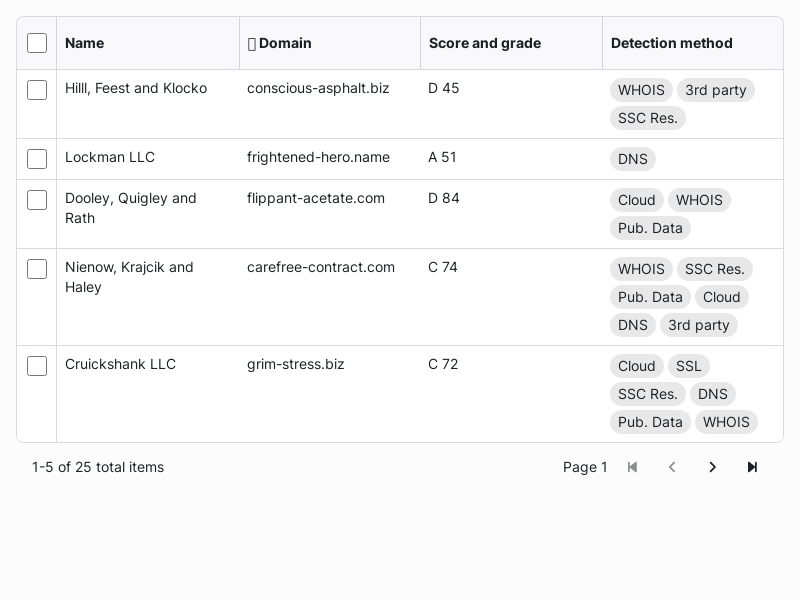 Name Domain Score and grade Detection method
Hilll, Feest and Klocko conscious-asphalt.biz D 45 WHOIS 3rd party
SSC Res.
Lockman LLC frightened-hero.name A 51 DNS
Dooley, Quigley and flippant-acetate.com D 84 Cloud WHOIS
Rath Pub. Data
Nienow, Krajcik and carefree-contract.com C 74 WHOIS SSC Res.
Haley Pub. Data Cloud
DNS 3rd party
Cruickshank LLC grim-stress.biz C 72 Cloud SSL
SSC Res. DNS
Pub. Data WHOIS
1-5 of 25 total items Page 1